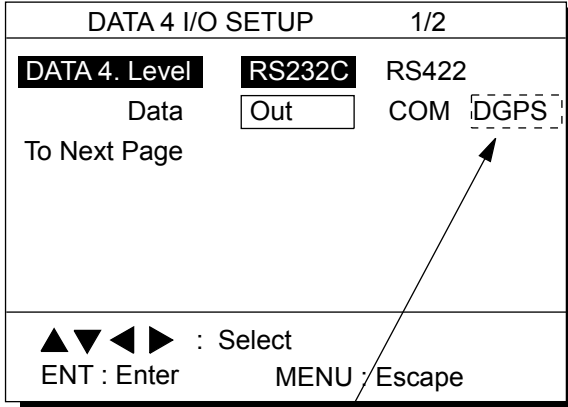 DATA 4 I/O SETUP 1/2
DATA 4. Level RS232C RS422
Data Out COM DGPS
To Next Page
▲▼◀▶ : Select
ENT : Enter MENU : Escape